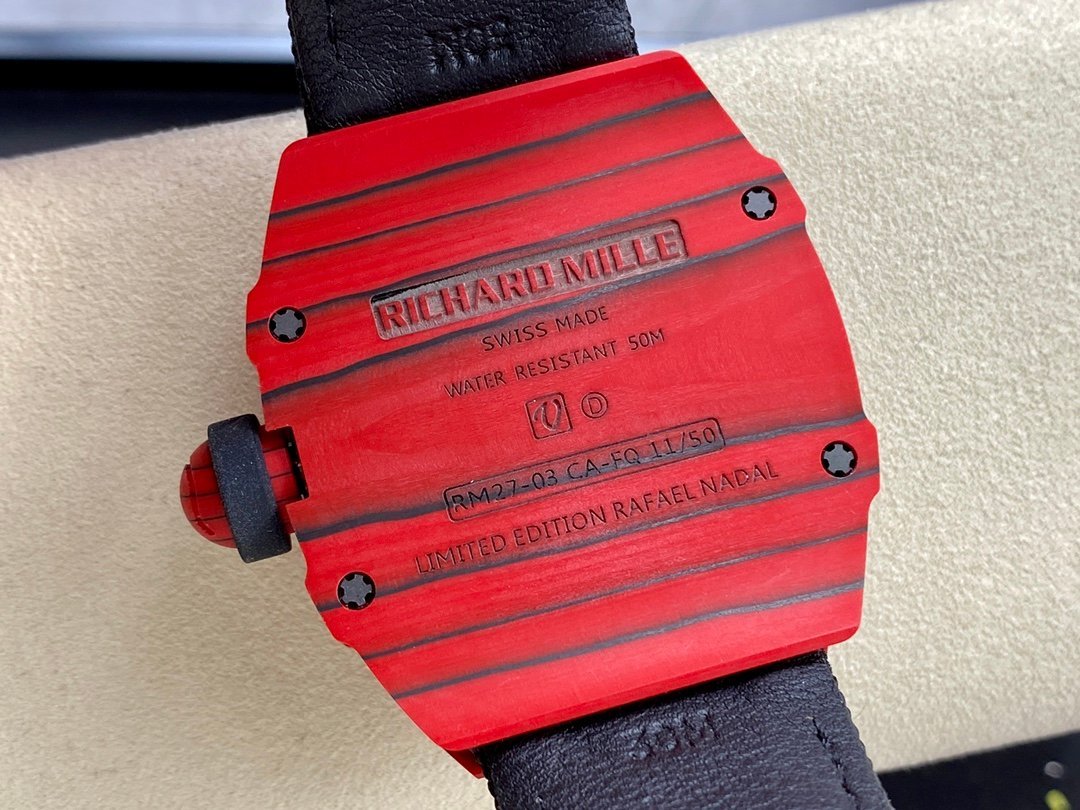 RICHARD MILLE
SWISS MADE
WATER RESISTANT 50M
V D
RM27-03 CA-FQ 11/50
LIMITED EDITION RAFAEL NADAL